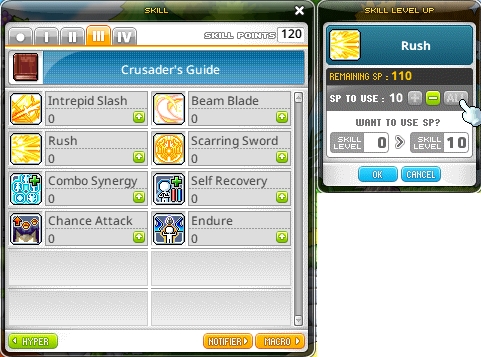 SKILL
I II III IV
SKILL POINTS 120
Crusader's Guide
Intrepid Slash
0
Beam Blade
0
Rush
0
Scarring Sword
0
Combo Synergy
0
Self Recovery
0
Chance Attack
0
Endure
0
HYPER
NOTIFIER
MACRO
SKILL LEVEL UP
Rush
REMAINING SP : 110
SP TO USE : 10
ALL
WANT TO USE SP?
SKILL LEVEL 0 > SKILL LEVEL 10
OK CANCEL